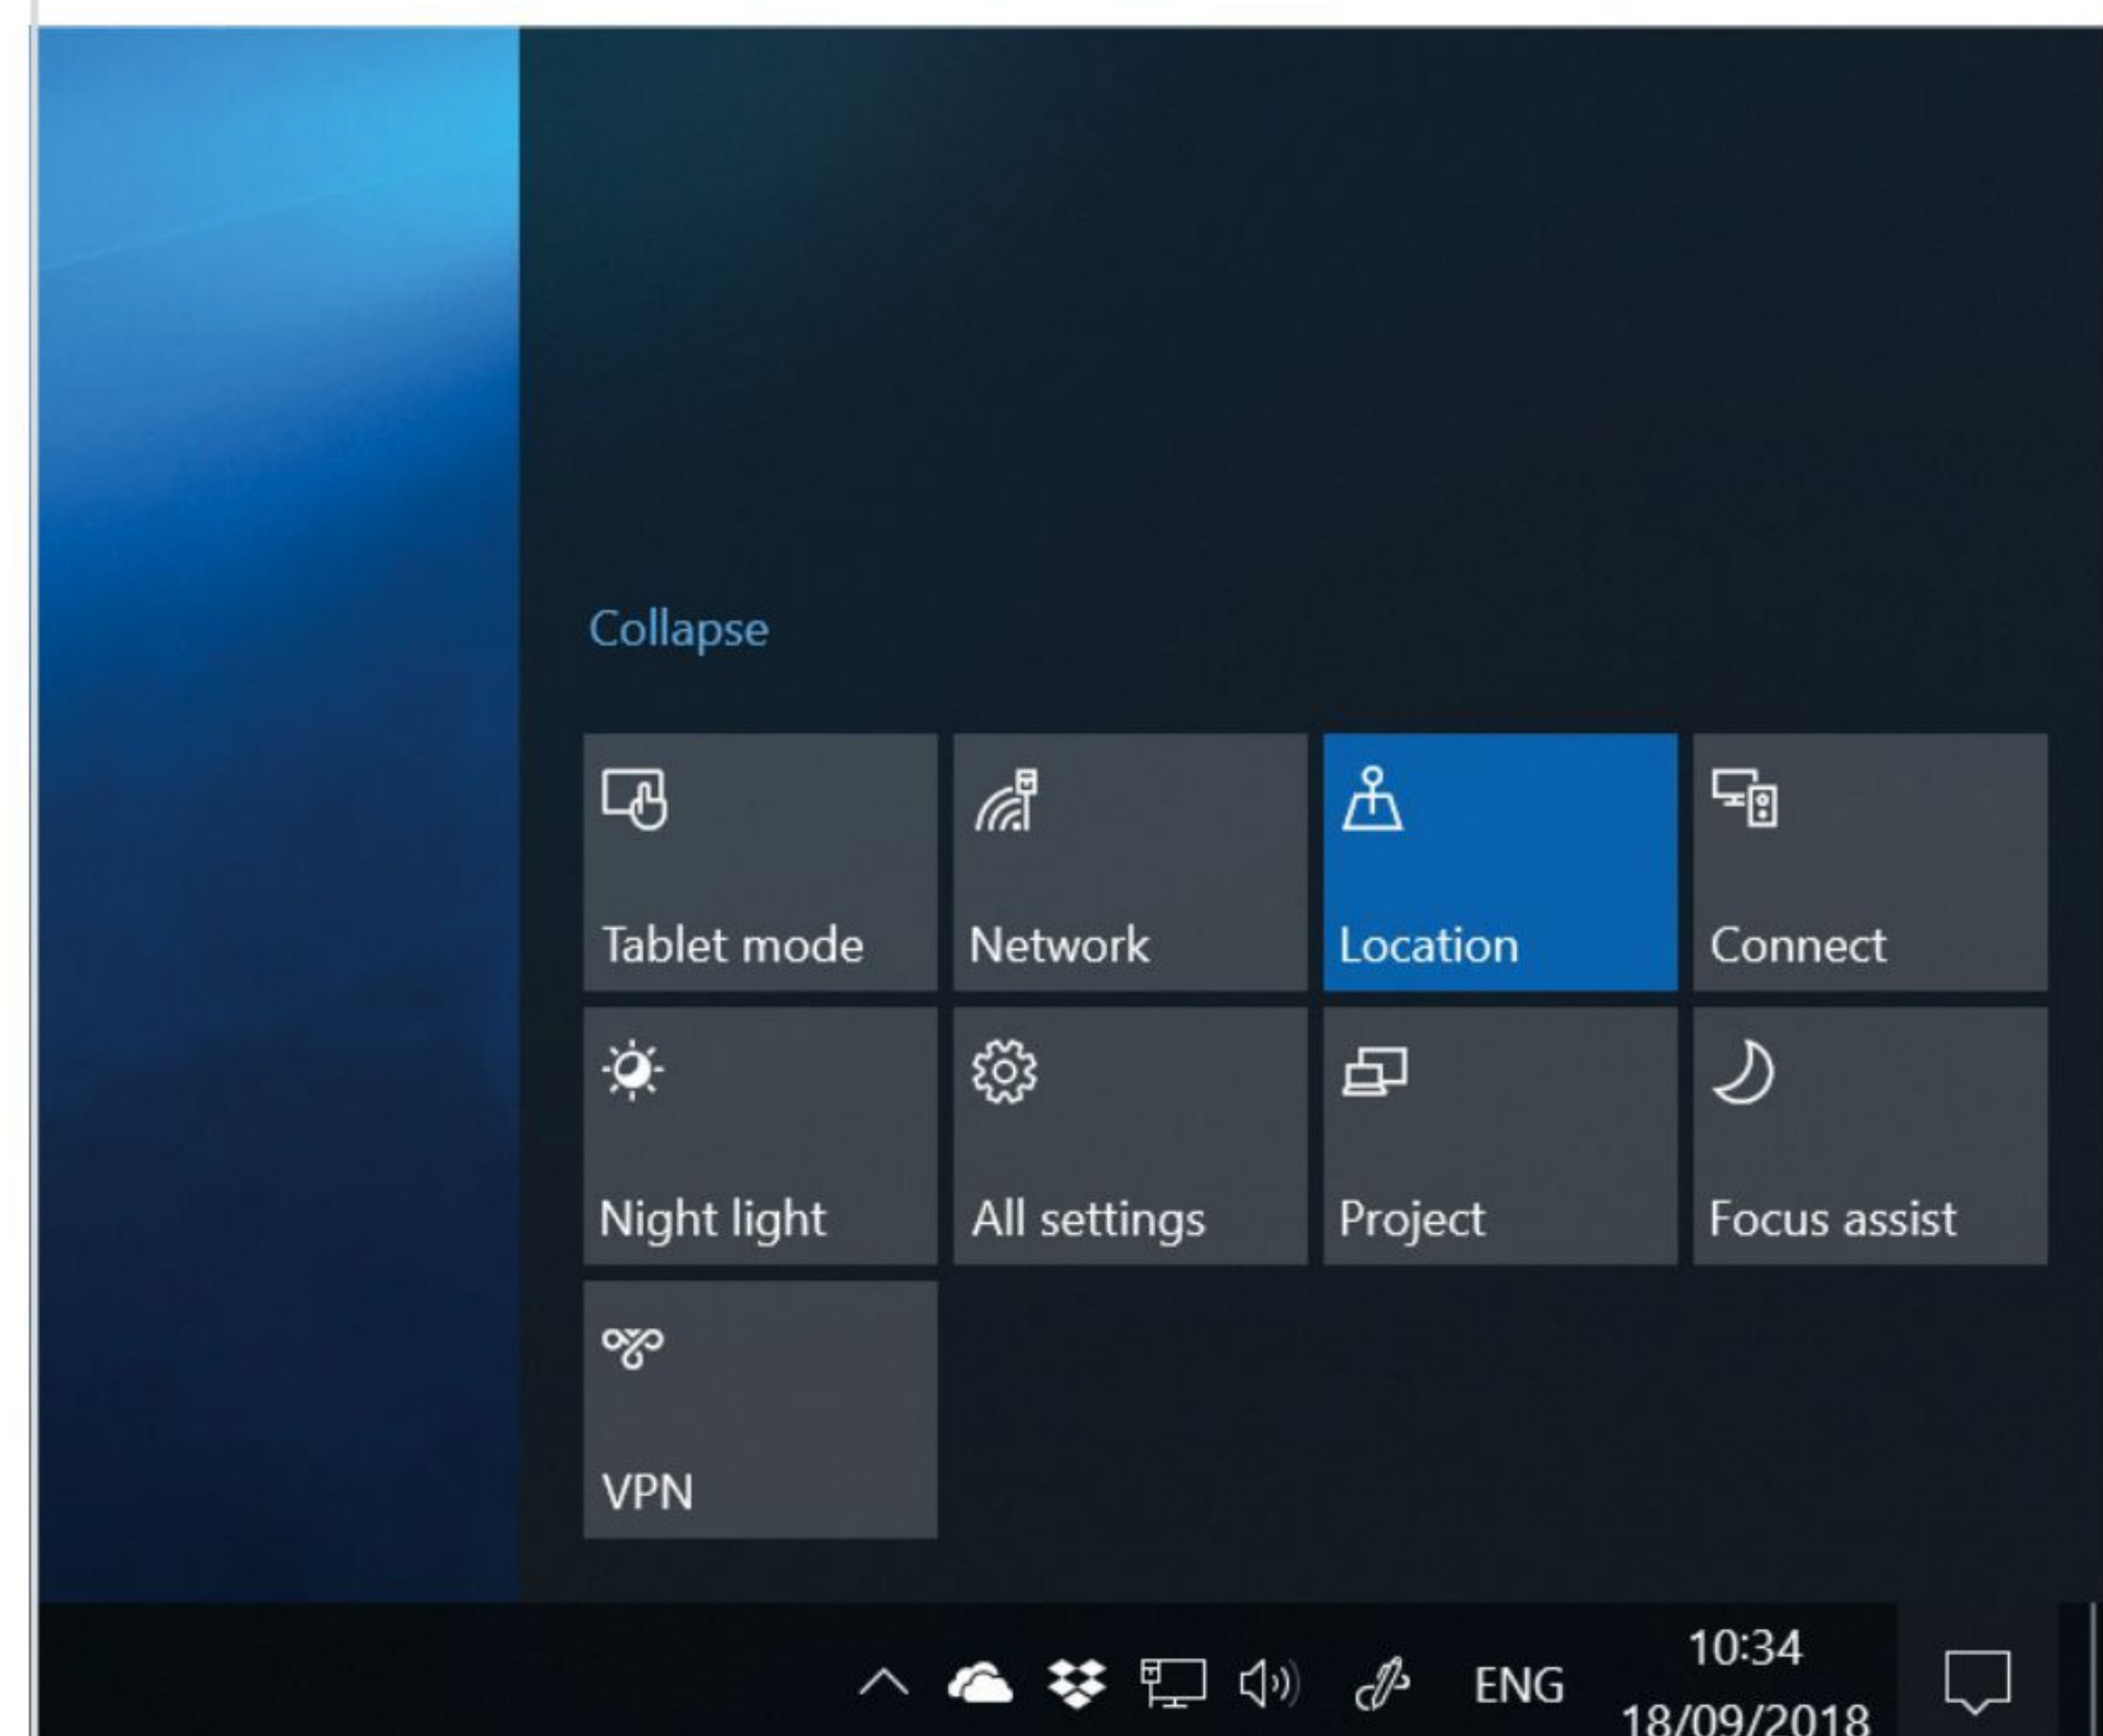 Collapse
Tablet mode Network Location Connect
Night light All settings Project Focus assist
VPN
10:34
ENG
18/09/2018